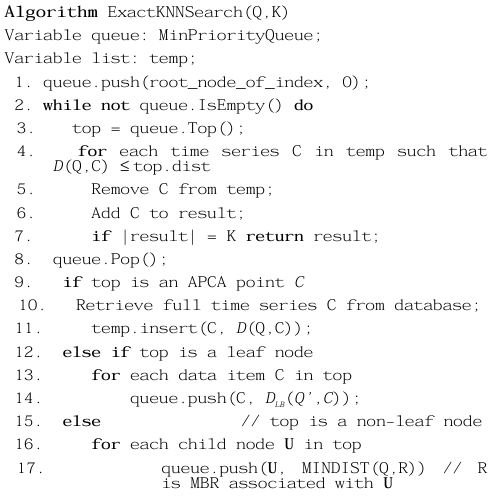 Algorithm ExactKNNSearch(Q,K)
Variable queue: MinPriorityQueue;
Variable list: temp;
1. queue.push(root_node_of_index, 0);
2. while not queue.IsEmpty() do
3. top = queue.Top();
4. for each time series C in temp such that
D(Q,C) ≤top.dist
5. Remove C from temp;
6. Add C to result;
7. if |result| = K return result;
8. queue.Pop();
9. if top is an APCA point C
10. Retrieve full time series C from database;
11. temp.insert(C, D(Q,C));
12. else if top is a leaf node
13. for each data item C in top
14. queue.push(C, DLB(Q',C));
15. else // top is a non-leaf node
16. for each child node U in top
17. queue.push(U, MINDIST(Q,R)) // R
is MBR associated with U